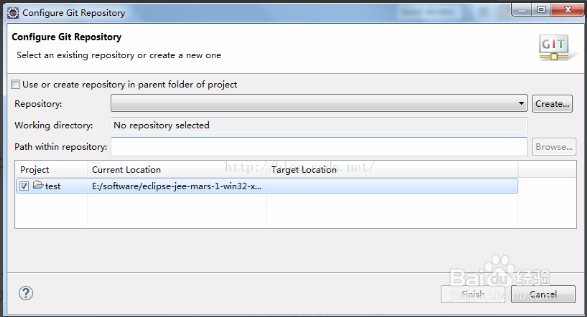 Configure Git Repository
Configure Git Repository
Select an existing repository or create a new one
GIT
Use or create repository in parent folder of project
Repository:
Create...
Working directory:
No repository selected
Path within repository:
Browse...
http://blog.csdn.net/
Project
Current Location
Target Location
test
E:/software/eclipse-jee-mars-1-win32-x...
Baidu 经验
Finish
Cancel